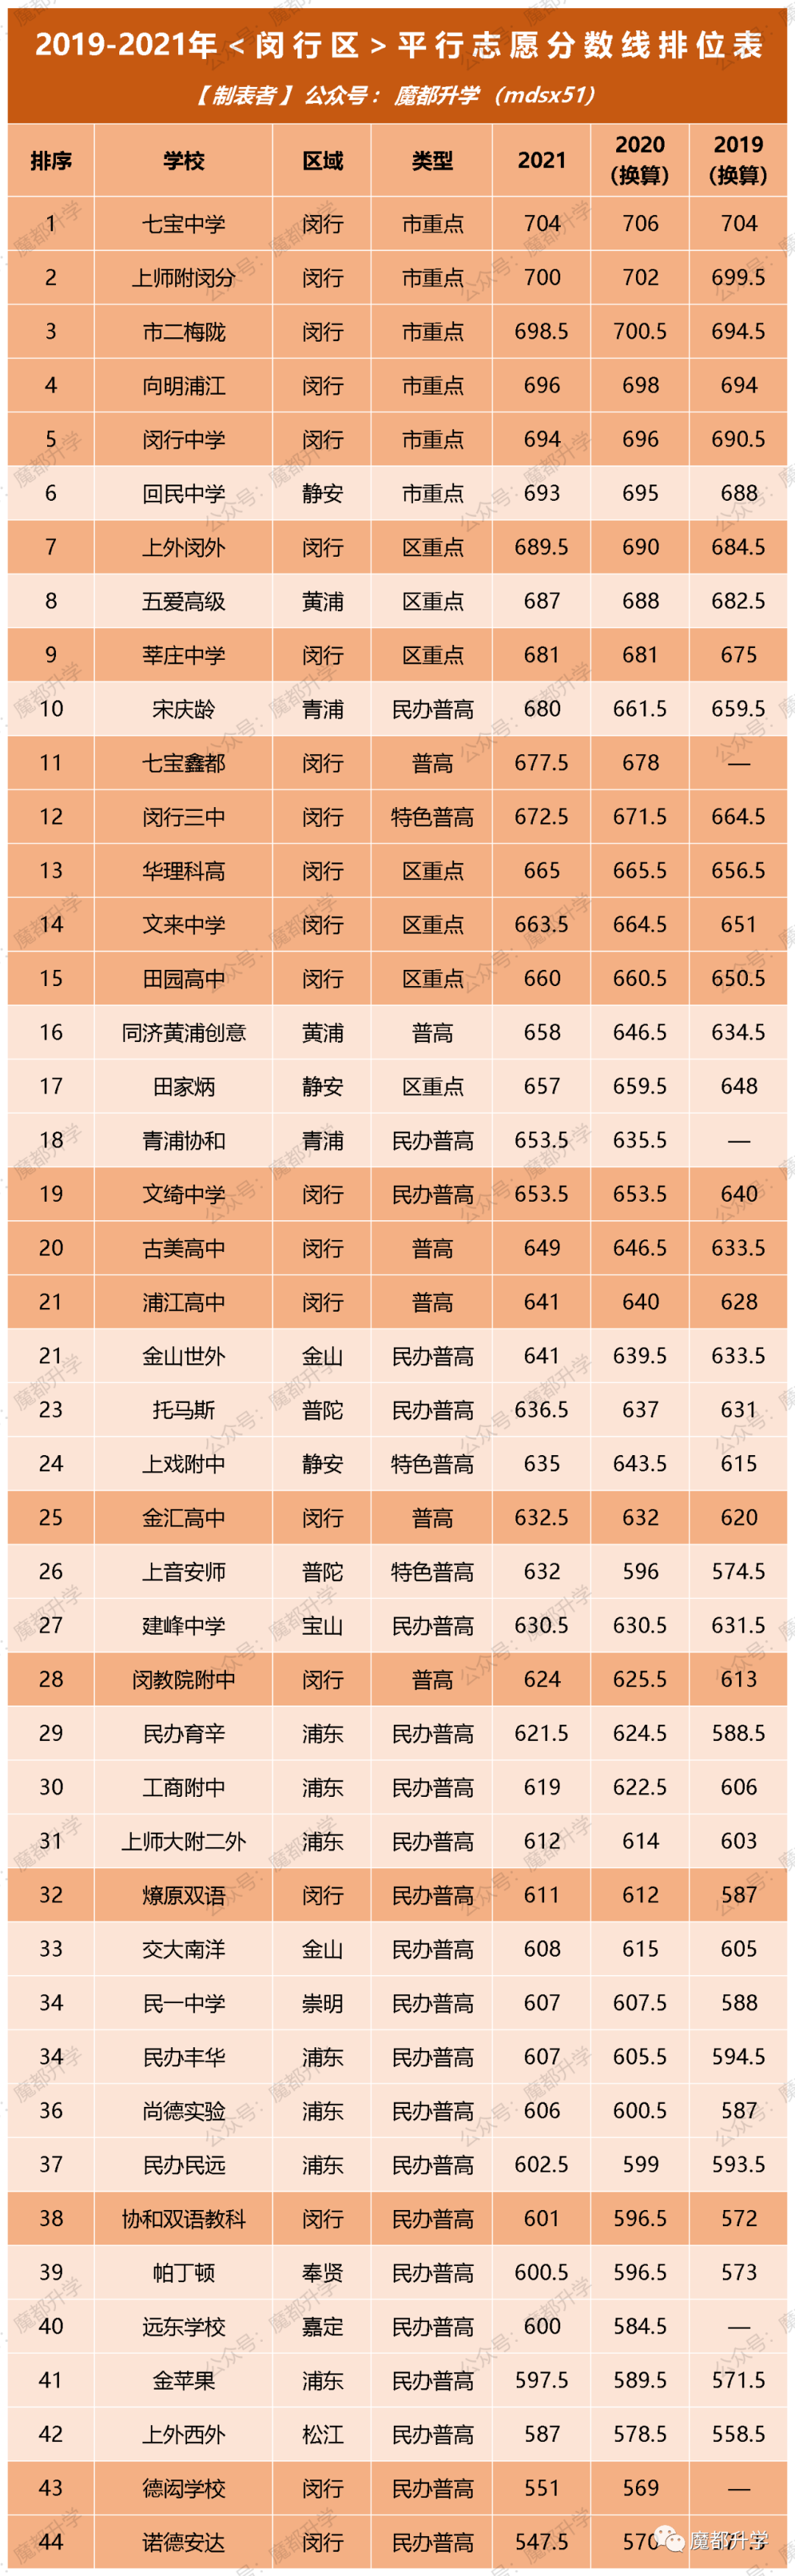 2019-2021年<闵行区>平行志愿分数线排位表
【制表者】公众号：魔都升学（mdsx51）
排序 学校 区域 类型 2021 2020（换算） 2019（换算）
1 七宝中学 闵行 市重点 704 706 704
2 上师附闵分 闵行 市重点 700 702 699.5
3 市二梅陇 闵行 市重点 698.5 700.5 694.5
4 向明浦江 闵行 市重点 696 698 694
5 闵行中学 闵行 市重点 694 696 690.5
6 回民中学 静安 市重点 693 695 688
7 上外闵外 闵行 区重点 689.5 690 684.5
8 五爱高级 黄浦 区重点 687 688 682.5
9 莘庄中学 闵行 区重点 681 681 675
10 宋庆龄 青浦 民办普高 680 661.5 659.5
11 七宝鑫都 闵行 普高 677.5 678 —
12 闵行三中 闵行 特色普高 672.5 671.5 664.5
13 华理科高 闵行 区重点 665 665.5 656.5
14 文来中学 闵行 区重点 663.5 664.5 651
15 田园高中 闵行 区重点 660 660.5 650.5
16 同济黄浦创意 黄浦 普高 658 646.5 634.5
17 田家炳 静安 区重点 657 659.5 648
18 青浦协和 青浦 民办普高 653.5 635.5 —
19 文绮中学 闵行 民办普高 653.5 653.5 640
20 古美高中 闵行 普高 649 646.5 633.5
21 浦江高中 闵行 普高 641 640 628
21 金山世外 金山 民办普高 641 639.5 633.5
23 托马斯 普陀 民办普高 636.5 637 631
24 上戏附中 静安 特色普高 635 643.5 615
25 金汇高中 闵行 普高 632.5 632 620
26 上音安师 普陀 特色普高 632 596 574.5
27 建峰中学 宝山 民办普高 630.5 630.5 631.5
28 闵教院附中 闵行 普高 624 625.5 613
29 民办育辛 浦东 民办普高 621.5 624.5 588.5
30 工商附中 浦东 民办普高 619 622.5 606
31 上师大附二外 浦东 民办普高 612 614 603
32 燎原双语 闵行 民办普高 611 612 587
33 交大南洋 金山 民办普高 608 615 605
34 民一中学 崇明 民办普高 607 607.5 588
34 民办丰华 浦东 民办普高 607 605.5 594.5
36 尚德实验 浦东 民办普高 606 600.5 587
37 民办民远 浦东 民办普高 602.5 599 593.5
38 协和双语教科 闵行 民办普高 601 596.5 572
39 帕丁顿 奉贤 民办普高 600.5 596.5 573
40 远东学校 嘉定 民办普高 600 584.5 —
41 金苹果 浦东 民办普高 597.5 589.5 571.5
42 上外西外 松江 民办普高 587 578.5 558.5
43 德闳学校 闵行 民办普高 551 569 —
44 诺德安达 闵行 民办普高 547.5 570
魔都升学